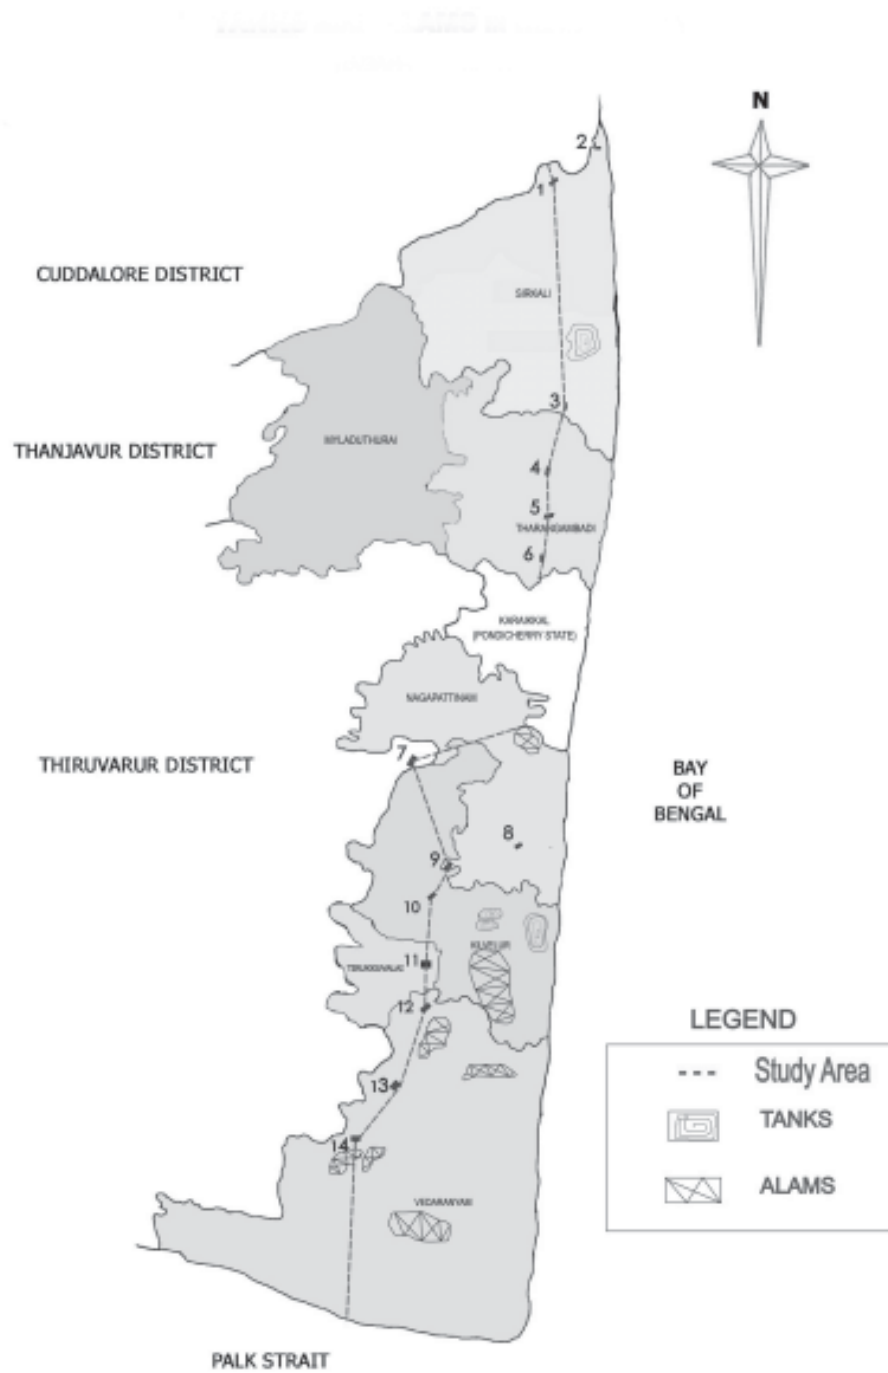 N
2
1
CUDDALORE DISTRICT
SIRKALI
3
MYLADUTHURAI
THANJAVUR DISTRICT
4
5
THARANGAMBADI
6
KARAIKKAL
(PONDICHERRY STATE)
NAGAPATTINAM
7
THIRUVARUR DISTRICT
BAY
OF
BENGAL
8
9
10
KILVELUR
11
TIRUKKUVALAI
12
LEGEND
Study Area
13
TANKS
14
ALAMS
VEDARANYAM
PALK STRAIT